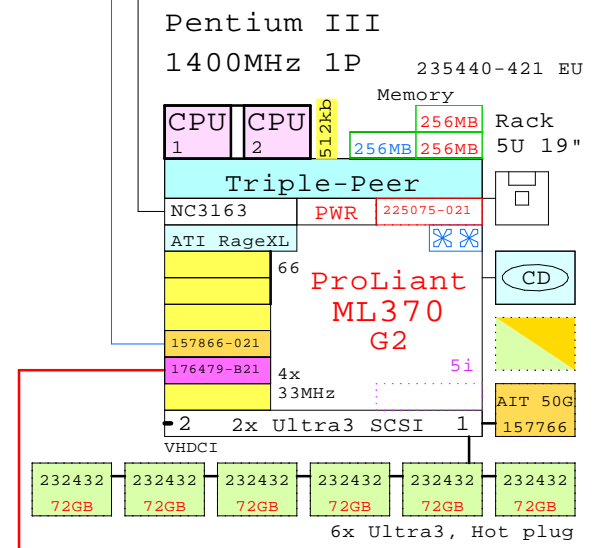 Pentium III
1400MHz 1P
235440-421 EU
Memory
CPU
1
CPU
2
512kb
256MB
256MB
256MB
Rack
5U 19"
Triple-Peer
NC3163
PWR
225075-021
ATI RageXL
66
ProLiant
ML370
G2
CD
157866-021
176479-B21
4x
33MHz
5i
AIT 50G
157766
2
2x Ultra3 SCSI
1
VHDCI
232432
72GB
232432
72GB
232432
72GB
232432
72GB
232432
72GB
232432
72GB
6x Ultra3, Hot plug